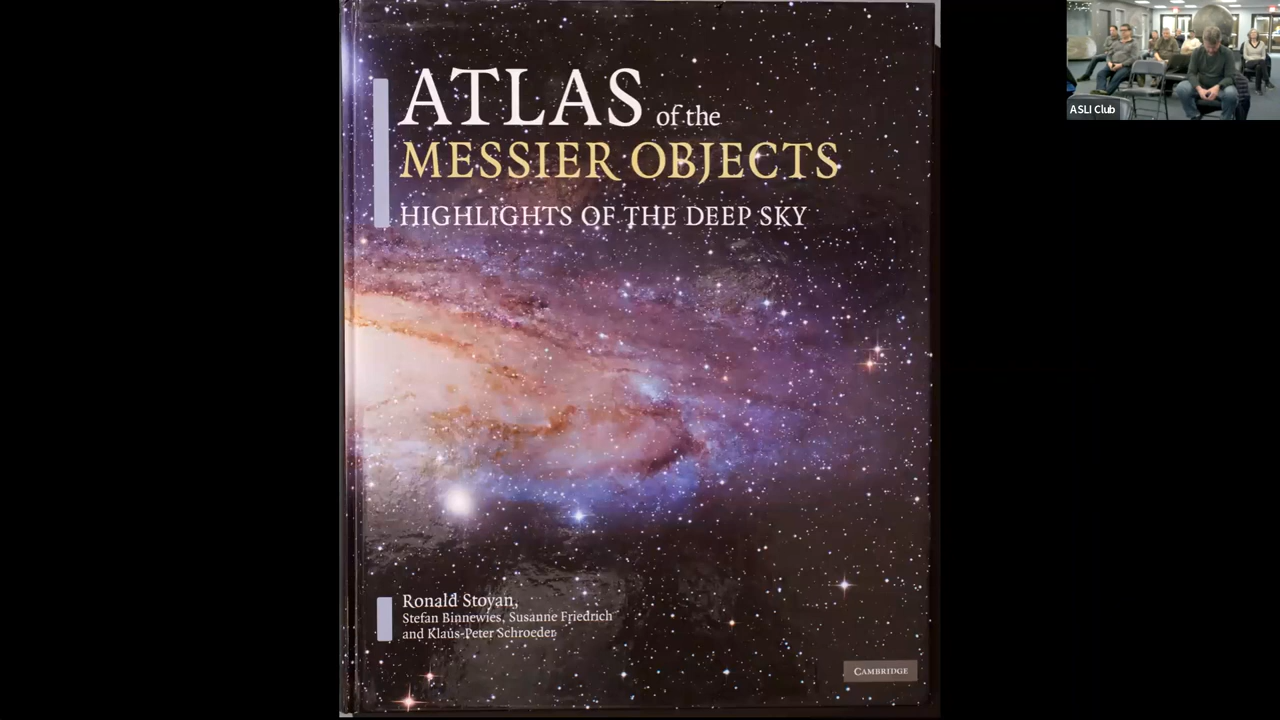 ATLAS of the
MESSIER OBJECTS
HIGHLIGHTS OF THE DEEP SKY
Ronald Stoyan,
Stefan Binnewies, Susanne Friedrich
and Klaus-Peter Schroeder
CAMBRIDGE
ASLI Club